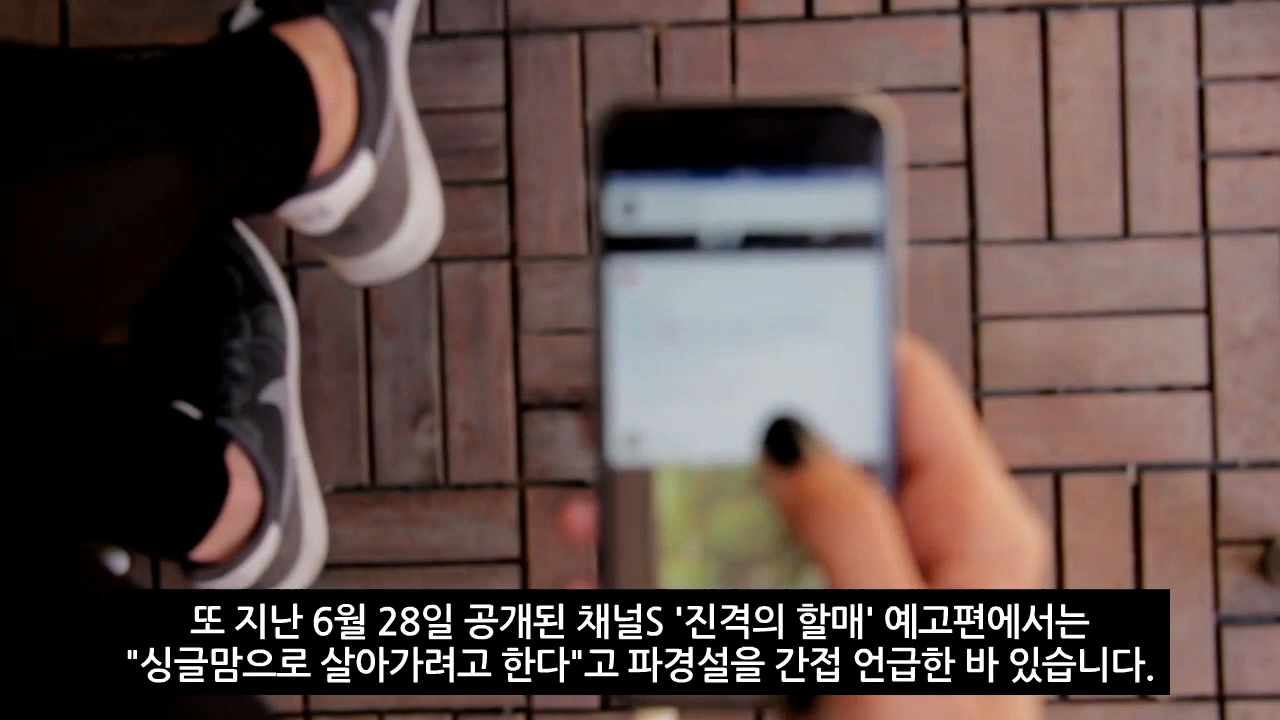 또 지난 6월 28일 공개된 채널S '진격의 할매' 예고편에서는
"싱글맘으로 살아가려고 한다"고 파경설을 간접 언급한 바 있습니다.